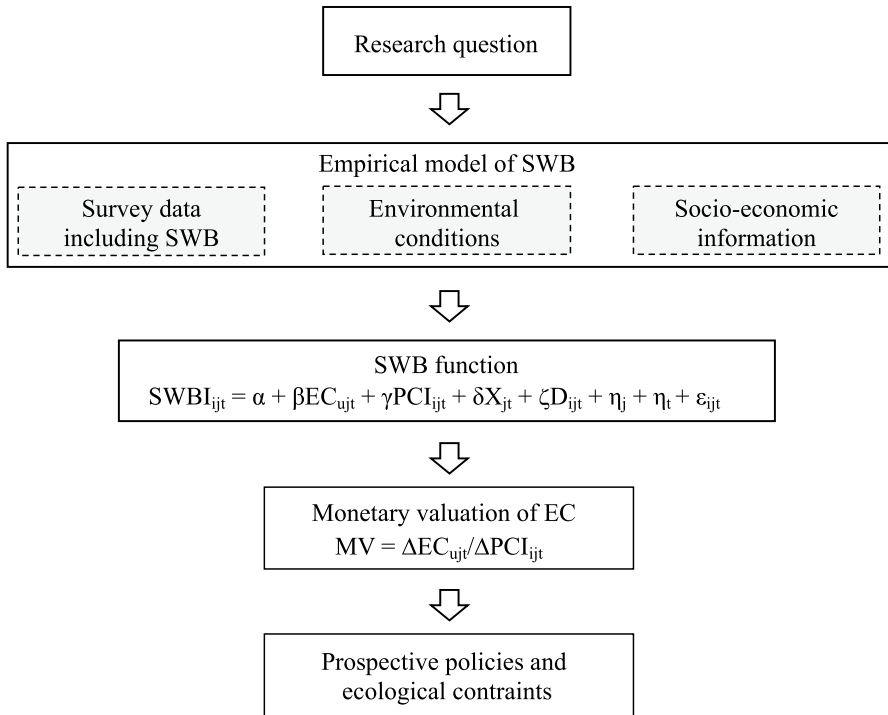 Research question
Empirical model of SWB
Survey data
including SWB
Environmental
conditions
Socio-economic
information
SWB function
SWBI_ijt = α + βEC_ujt + γPCI_ijt + δX_jt + ζD_ijt + η_j + η_t + ε_ijt
Monetary valuation of EC
MV = ΔEC_ujt/ΔPCI_ijt
Prospective policies and
ecological contraints